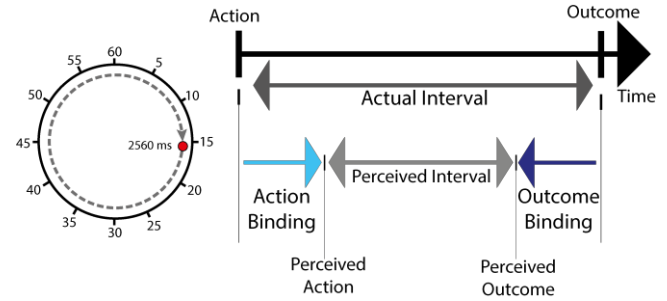 60
5
10
15
20
25
30
35
40
45
50
55
2560 ms
Action
Outcome
Time
Actual Interval
Perceived Interval
Action
Binding
Outcome
Binding
Perceived
Action
Perceived
Outcome